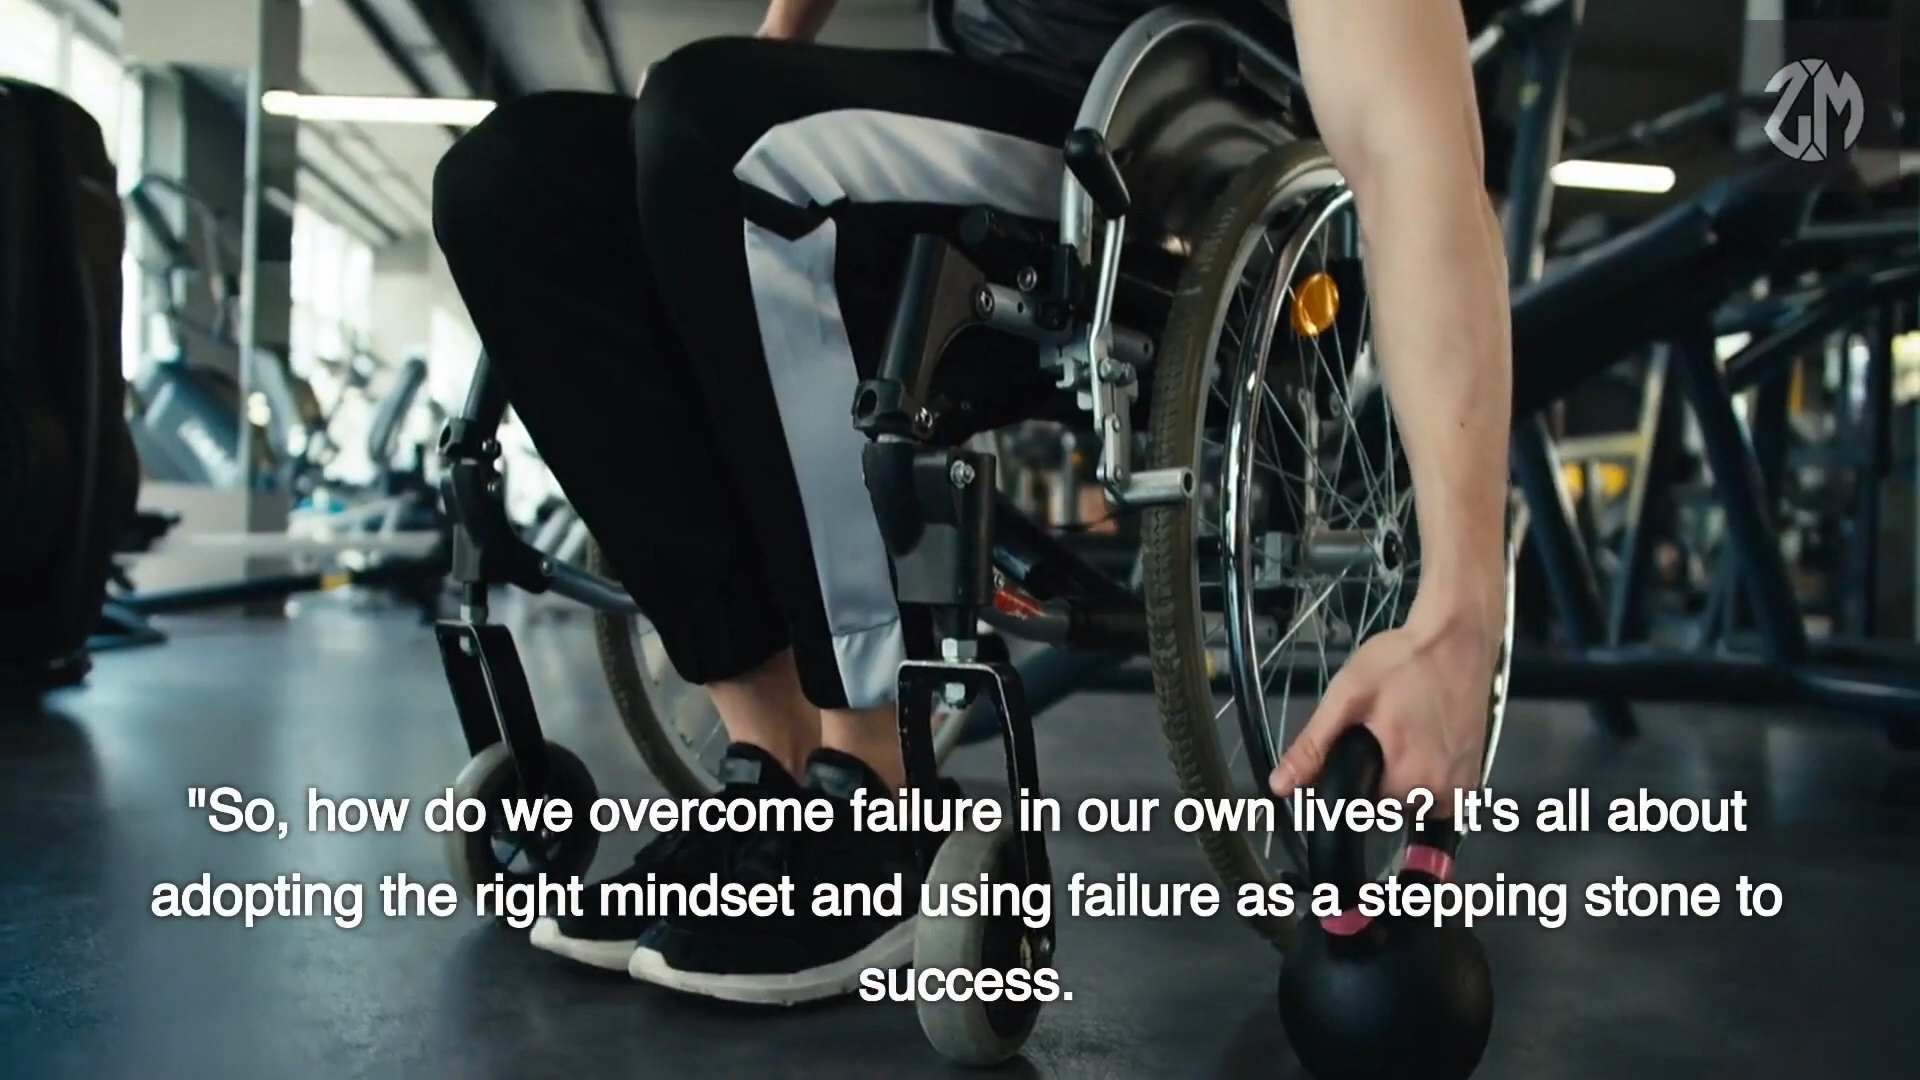 "So, how do we overcome failure in our own lives? It's all about
adopting the right mindset and using failure as a stepping stone to
success.